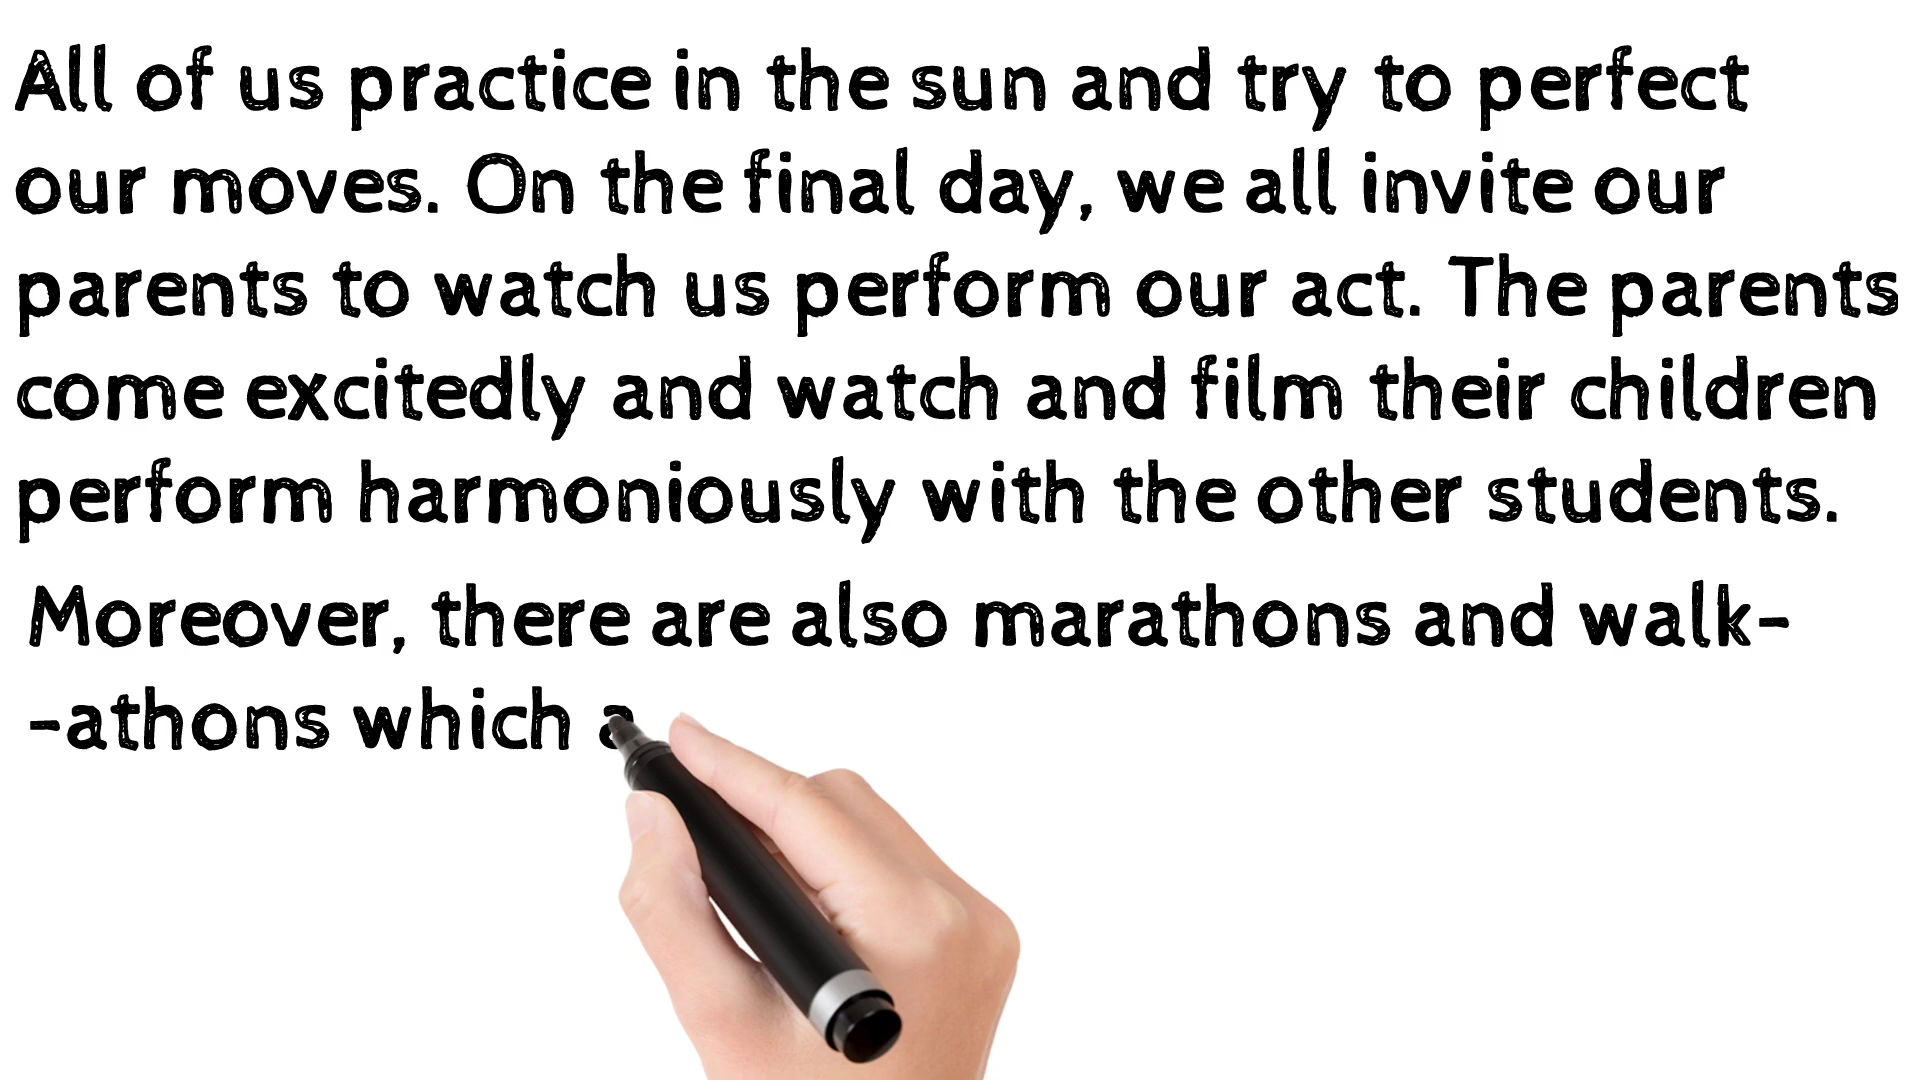 All of us practice in the sun and try to perfect
our moves. On the final day, we all invite our
parents to watch us perform our act. The parents
come excitedly and watch and film their children
perform harmoniously with the other students.
Moreover, there are also marathons and walk-
-athons which a